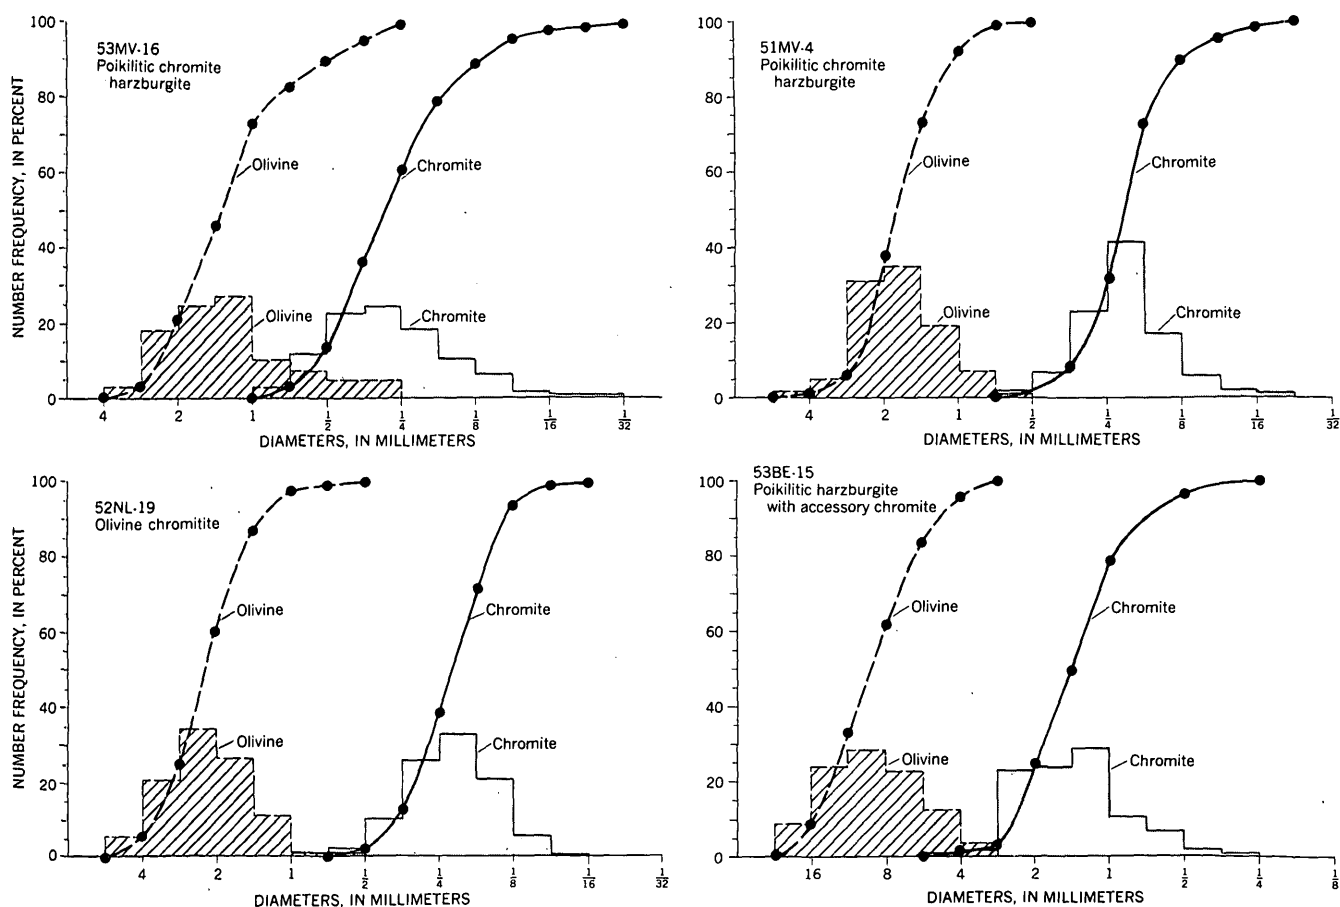 53MV-16
Poikilitic chromite
harzburgite
NUMBER FREQUENCY, IN PERCENT
100
80
60
40
20
0
Olivine
Chromite
Olivine
Chromite
4 2 1 1/2 1/4 1/8 1/16 1/32
DIAMETERS, IN MILLIMETERS
51MV-4
Poikilitic chromite
harzburgite
100
80
60
40
20
0
Olivine
Chromite
Olivine
Chromite
4 2 1 1/2 1/4 1/8 1/16 1/32
DIAMETERS, IN MILLIMETERS
52NL-19
Olivine chromitite
NUMBER FREQUENCY, IN PERCENT
100
80
60
40
20
0
Olivine
Chromite
Olivine
Chromite
4 2 1 1/2 1/4 1/8 1/16 1/32
DIAMETERS, IN MILLIMETERS
53BE-15
Poikilitic harzburgite
with accessory chromite
100
80
60
40
20
0
Olivine
Chromite
Olivine
Chromite
16 8 4 2 1 1/2 1/4 1/8
DIAMETERS, IN MILLIMETERS